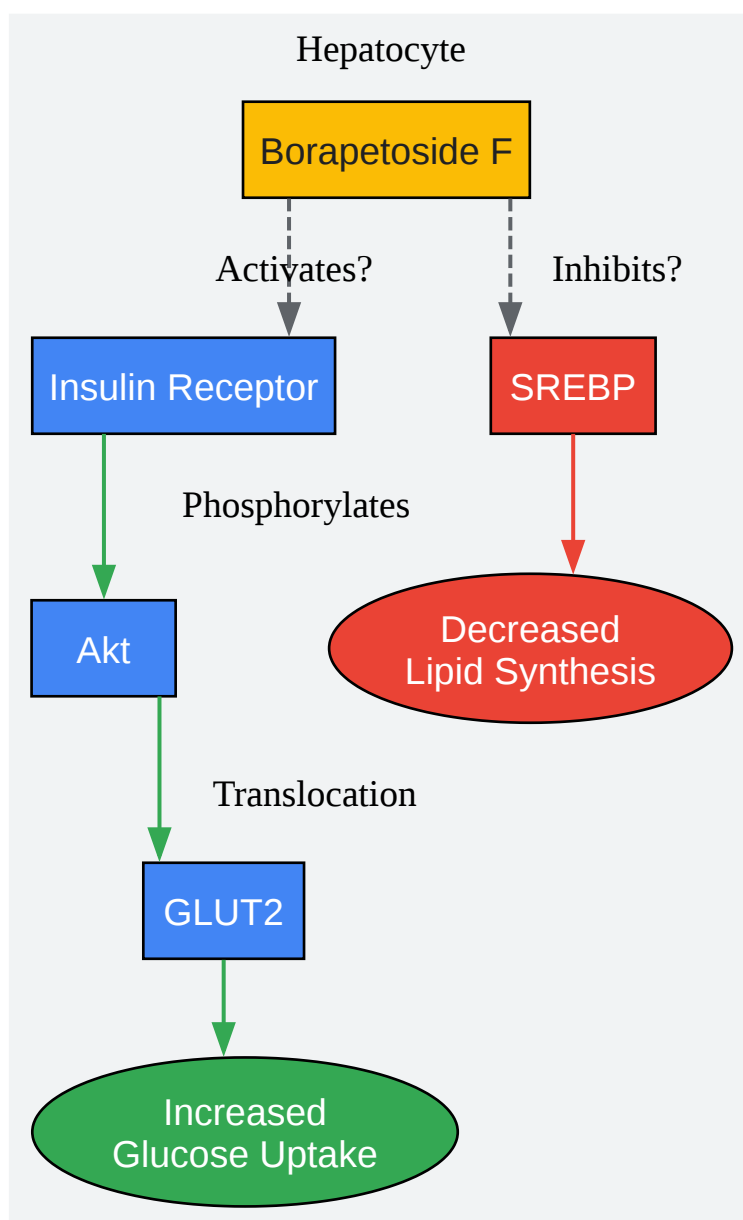 Hepatocyte
Borapetoside F
Activates?
Inhibits?
Insulin Receptor
SREBP
Phosphorylates
Akt
Decreased
Lipid Synthesis
Translocation
GLUT2
Increased
Glucose Uptake